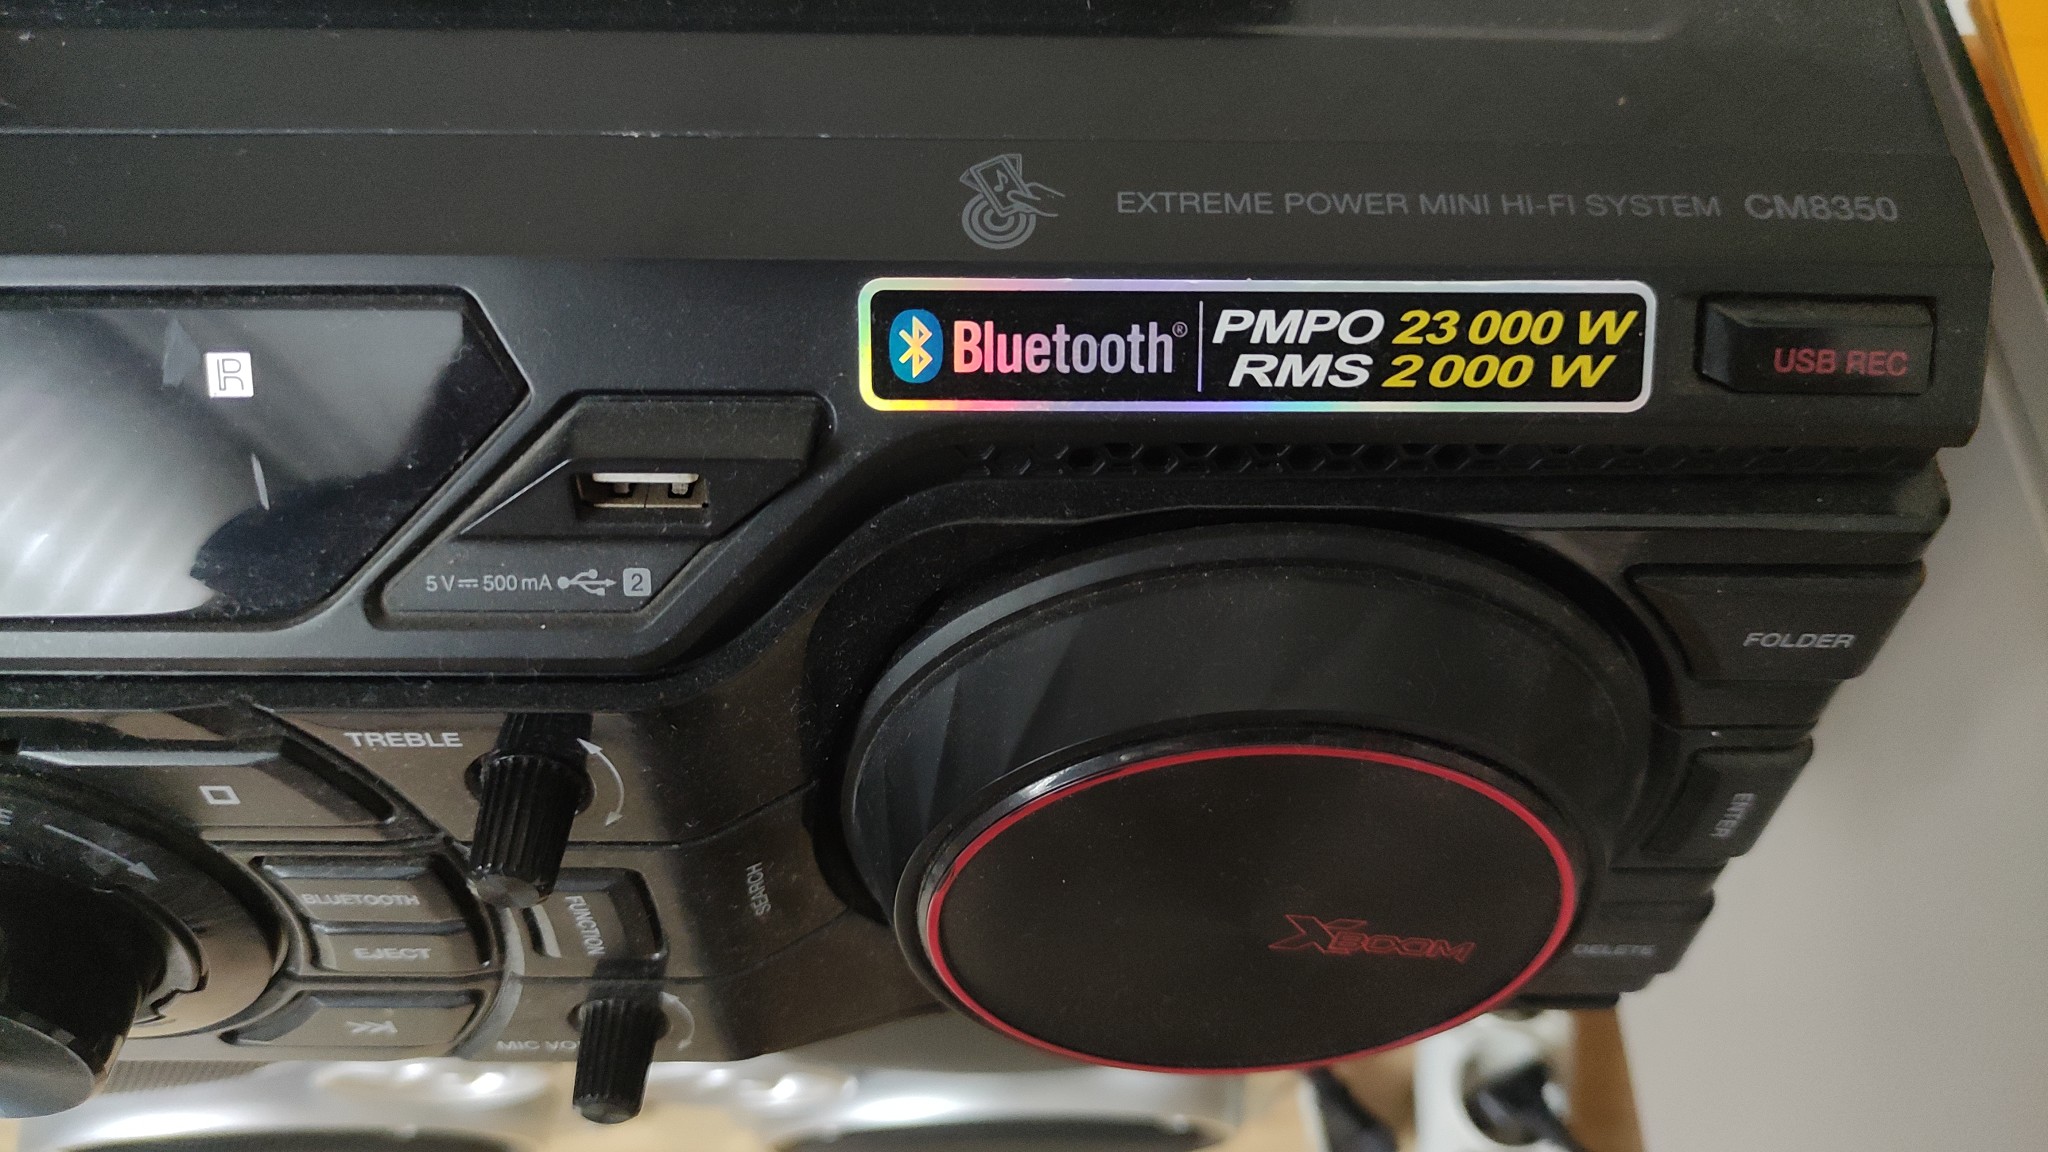 EXTREME POWER MINI HI-FI SYSTEM CM8350
Bluetooth®
PMPO 23 000 W
RMS 2 000 W
USB REC
R
5 V 500 mA 2
FOLDER
TREBLE
ENTER
SEARCH
BLUETOOTH
FUNCTION
EJECT
XBOOM
DELETE
MIC